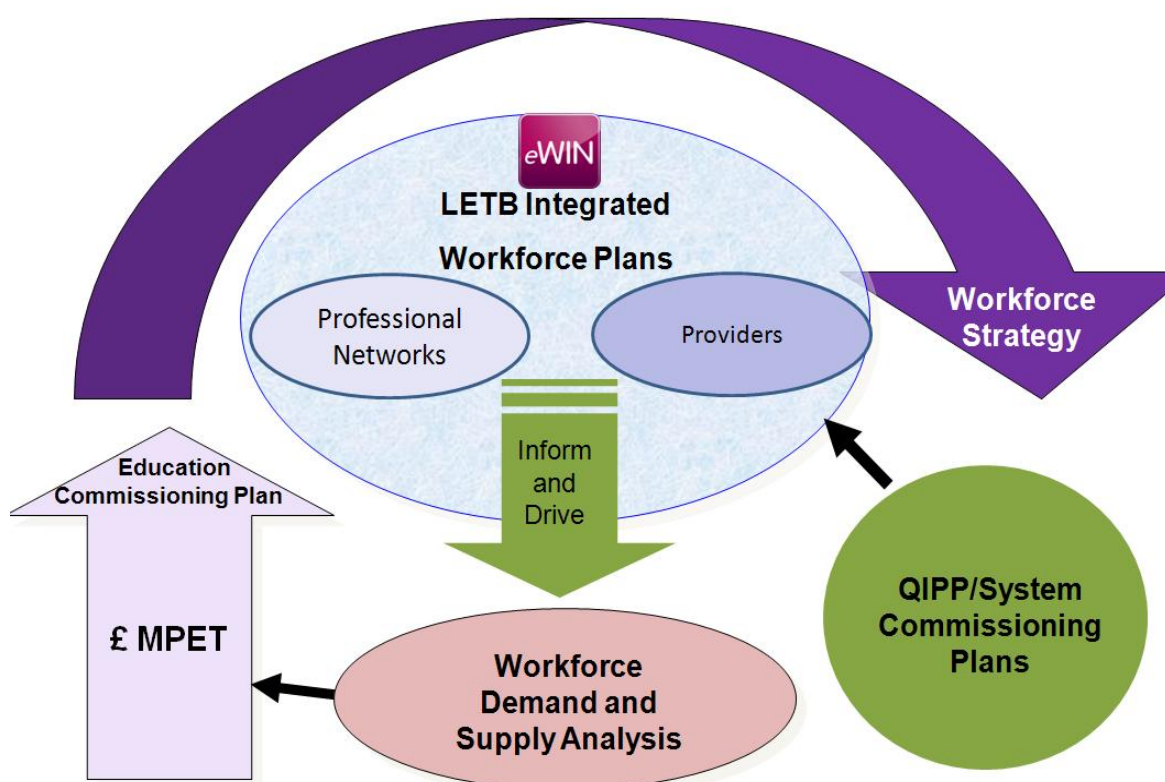 eWIN
LETB Integrated
Workforce Plans
Professional
Networks
Providers
Workforce
Strategy
Inform
and
Drive
Education
Commissioning Plan
£ MPET
Workforce
Demand and
Supply Analysis
QIPP/System
Commissioning
Plans